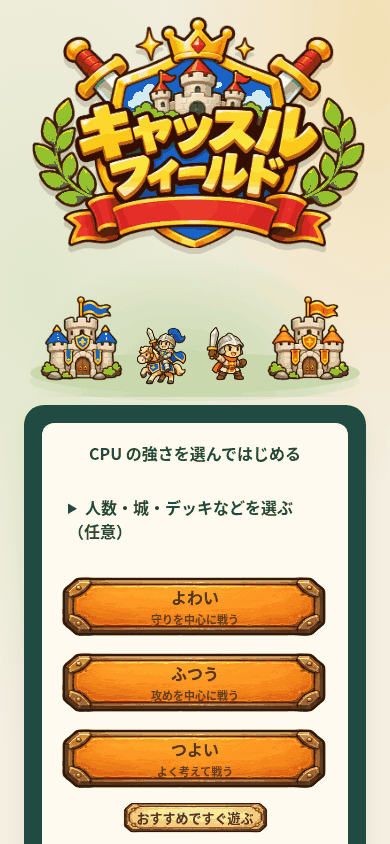 キャッスル
フィールド
CPU の強さを選んではじめる
▶ 人数・城・デッキなどを選ぶ
（任意）
よわい
守りを中心に戦う
ふつう
攻めを中心に戦う
つよい
よく考えて戦う
おすすめですぐ遊ぶ